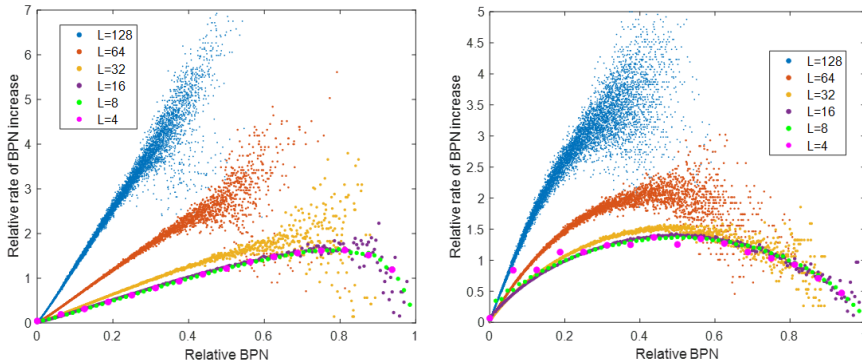 7
6
5
4
3
2
1
0
Relative rate of BPN increase
L=128
L=64
L=32
L=16
L=8
L=4
0 0.2 0.4 0.6 0.8 1
Relative BPN
5
4.5
4
3.5
3
2.5
2
1.5
1
0.5
0
Relative rate of BPN increase
L=128
L=64
L=32
L=16
L=8
L=4
0 0.2 0.4 0.6 0.8
Relative BPN